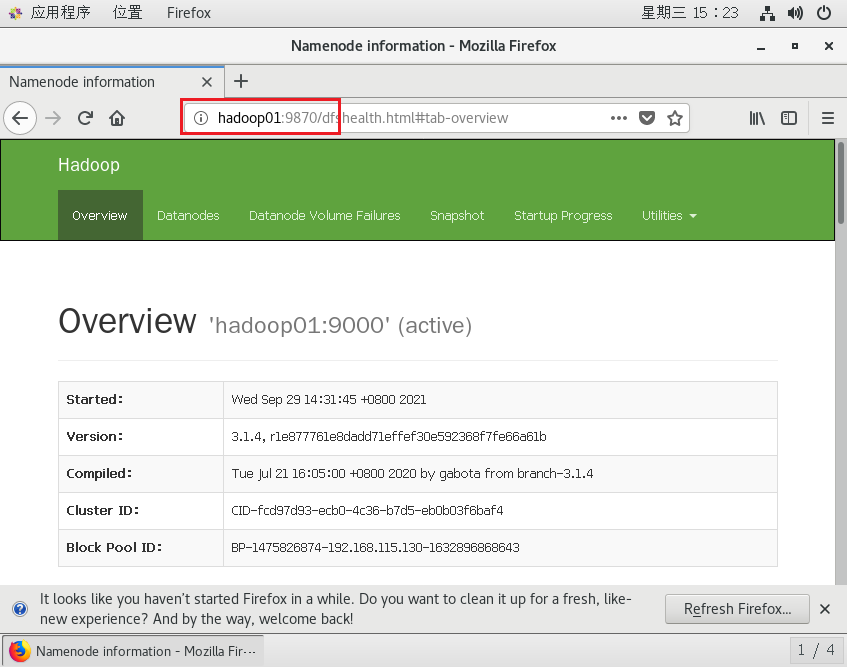 应用程序 位置 Firefox 星期三 15：23
Namenode information - Mozilla Firefox
Namenode information
hadoop01:9870/dfshealth.html#tab-overview
Hadoop
Overview Datanodes Datanode Volume Failures Snapshot Startup Progress Utilities
Overview 'hadoop01:9000' (active)
Started: Wed Sep 29 14:31:45 +0800 2021
Version: 3.1.4, r1e877761e8dadd71effef30e592368f7fe66a61b
Compiled: Tue Jul 21 16:05:00 +0800 2020 by gabota from branch-3.1.4
Cluster ID: CID-fcd97d93-ecb0-4c36-b7d5-eb0b03f6baf4
Block Pool ID: BP-1475826874-192.168.115.130-1632896868643
It looks like you haven't started Firefox in a while. Do you want to clean it up for a fresh, like-
new experience? And by the way, welcome back!
Refresh Firefox...
Namenode information - Mozilla Fir···
1 / 4